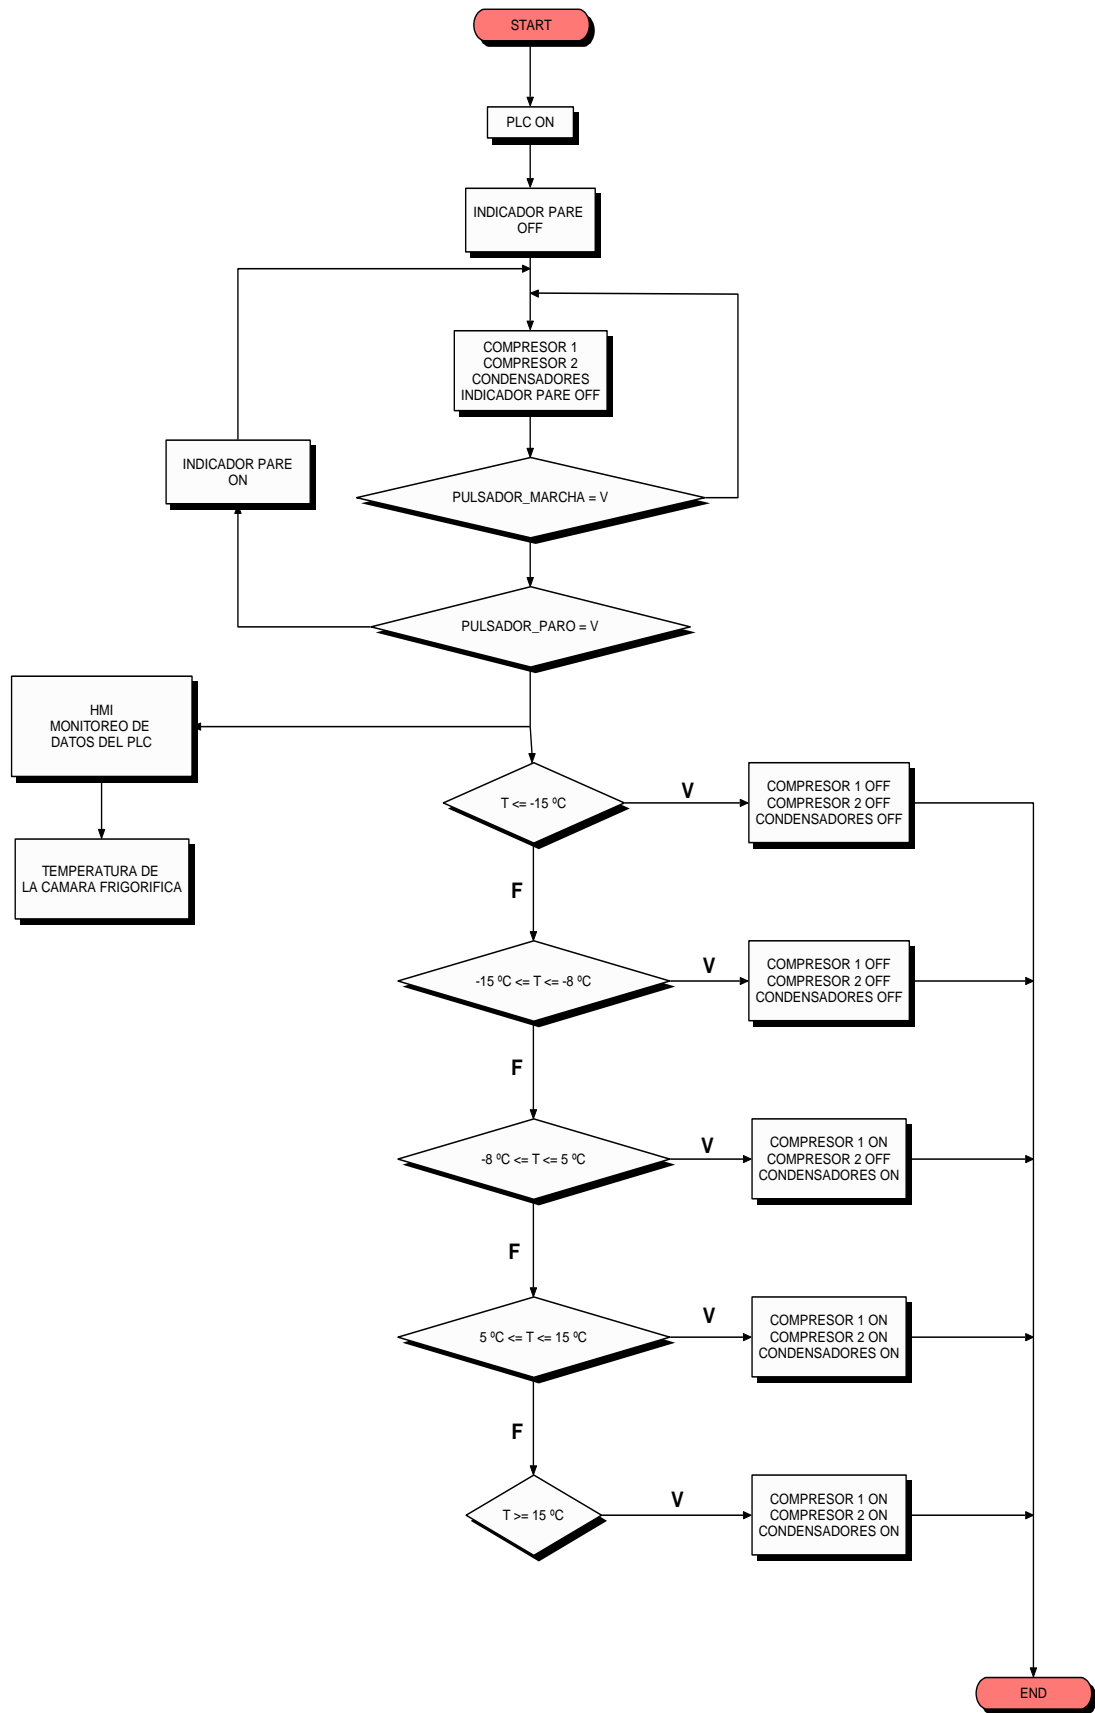 START
PLC ON
INDICADOR PARE
OFF
COMPRESOR 1
COMPRESOR 2
CONDENSADORES
INDICADOR PARE OFF
INDICADOR PARE
ON
PULSADOR_MARCHA = V
PULSADOR_PARO = V
HMI
MONITOREO DE
DATOS DEL PLC
TEMPERATURA DE
LA CAMARA FRIGORIFICA
T <= -15 ºC
V
COMPRESOR 1 OFF
COMPRESOR 2 OFF
CONDENSADORES OFF
F
-15 ºC <= T <= -8 ºC
V
COMPRESOR 1 OFF
COMPRESOR 2 OFF
CONDENSADORES OFF
F
-8 ºC <= T <= 5 ºC
V
COMPRESOR 1 ON
COMPRESOR 2 OFF
CONDENSADORES ON
F
5 ºC <= T <= 15 ºC
V
COMPRESOR 1 ON
COMPRESOR 2 ON
CONDENSADORES ON
F
T >= 15 ºC
V
COMPRESOR 1 ON
COMPRESOR 2 ON
CONDENSADORES ON
END